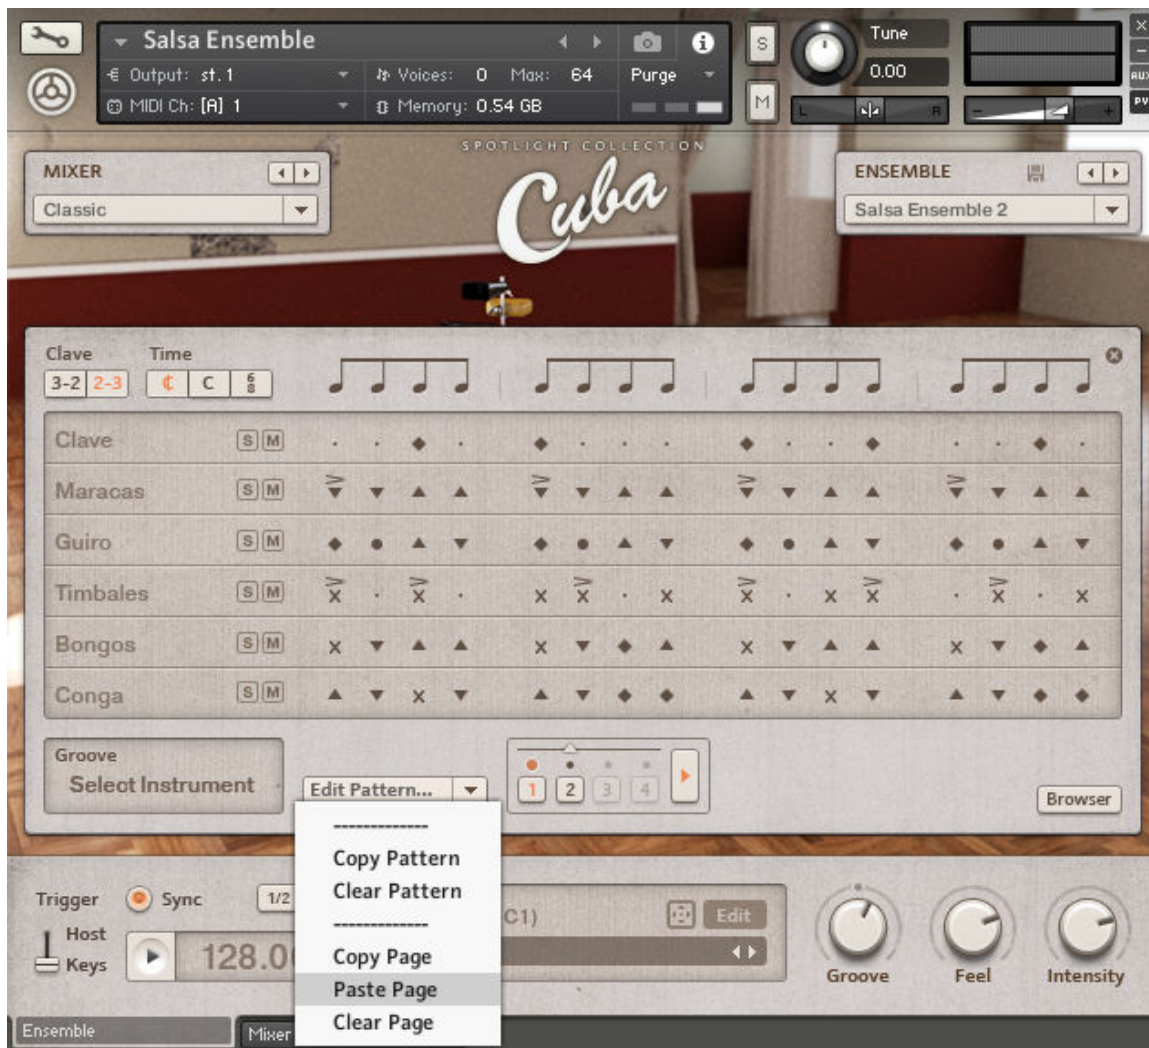 Salsa Ensemble
S
Tune
Output: st. 1
Voices: 0 Max: 64
Purge
0.00
AUX
MIDI Ch: [A] 1
Memory: 0.54 GB
M
L
R
PV
SPOTLIGHT COLLECTION
MIXER
Cuba
ENSEMBLE
Classic
Salsa Ensemble 2
Clave
Time
3-2 2-3
¢ C 6 8
Clave S M
Maracas S M
Guiro S M
Timbales S M
Bongos S M
Conga S M
Groove
Select Instrument
Edit Pattern...
1 2 3 4
Browser
-------------
Copy Pattern
Clear Pattern
-------------
Copy Page
Paste Page
Clear Page
Trigger
Sync
1/2
C1)
Edit
Host
Keys
128.0
Groove
Feel
Intensity
Ensemble
Mixer